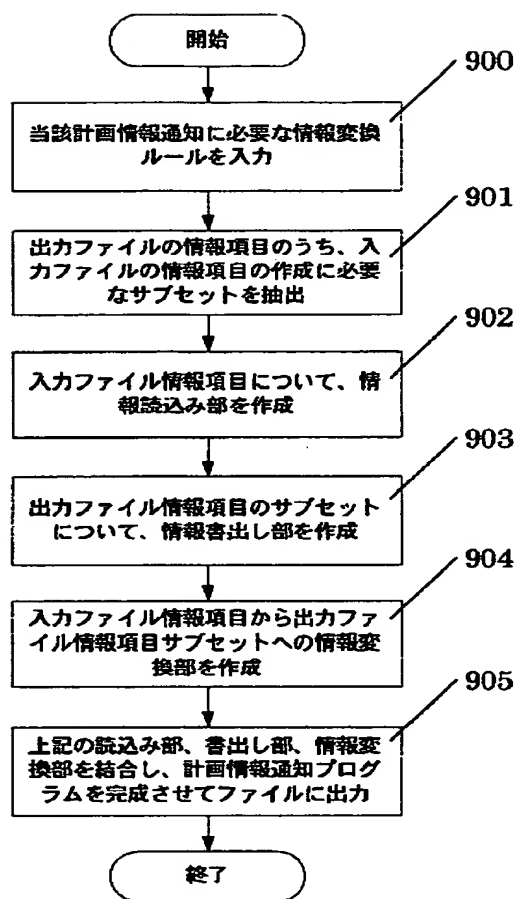 開始
900
当該計画情報通知に必要な情報変換
ルールを入力
901
出力ファイルの情報項目のうち、入
力ファイルの情報項目の作成に必要
なサブセットを抽出
902
入力ファイル情報項目について、情
報読込み部を作成
903
出力ファイル情報項目のサブセット
について、情報書出し部を作成
904
入力ファイル情報項目から出力ファ
イル情報項目サブセットへの情報変
換部を作成
905
上記の読込み部、書出し部、情報変
換部を結合し、計画情報通知プログ
ラムを完成させてファイルに出力
終了